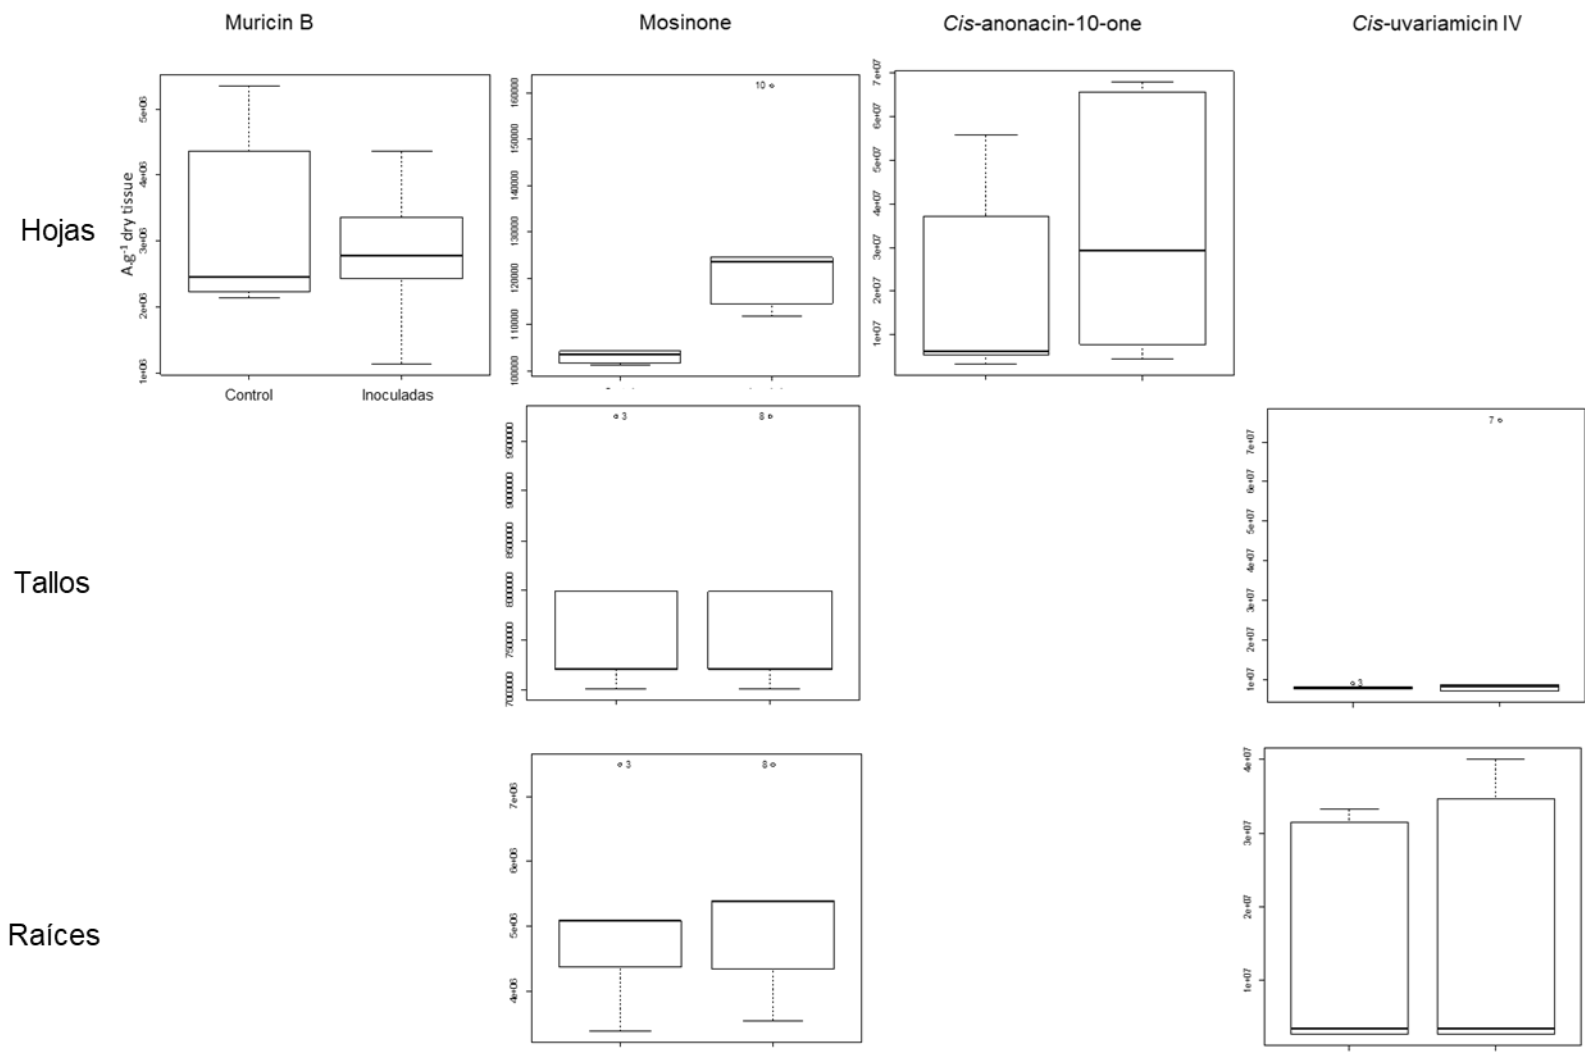 Muricin B
Mosinone
Cis-anonacin-10-one
Cis-uvariamicin IV
Hojas
A.g⁻¹ dry tissue
5e+06
4e+06
3e+06
2e+06
1e+06
Control
Inoculadas
160000
150000
140000
130000
120000
110000
100000
10
7e+07
6e+07
5e+07
4e+07
3e+07
2e+07
1e+07
Tallos
9500000
9000000
8500000
8000000
7500000
7000000
3
8
7e+07
6e+07
5e+07
4e+07
3e+07
2e+07
1e+07
3
7
Raíces
7e+06
6e+06
5e+06
4e+06
3
8
4e+07
3e+07
2e+07
1e+07